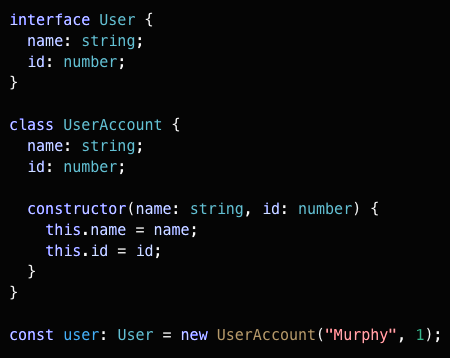 interface User {
  name: string;
  id: number;
}

class UserAccount {
  name: string;
  id: number;

  constructor(name: string, id: number) {
    this.name = name;
    this.id = id;
  }
}

const user: User = new UserAccount("Murphy", 1);